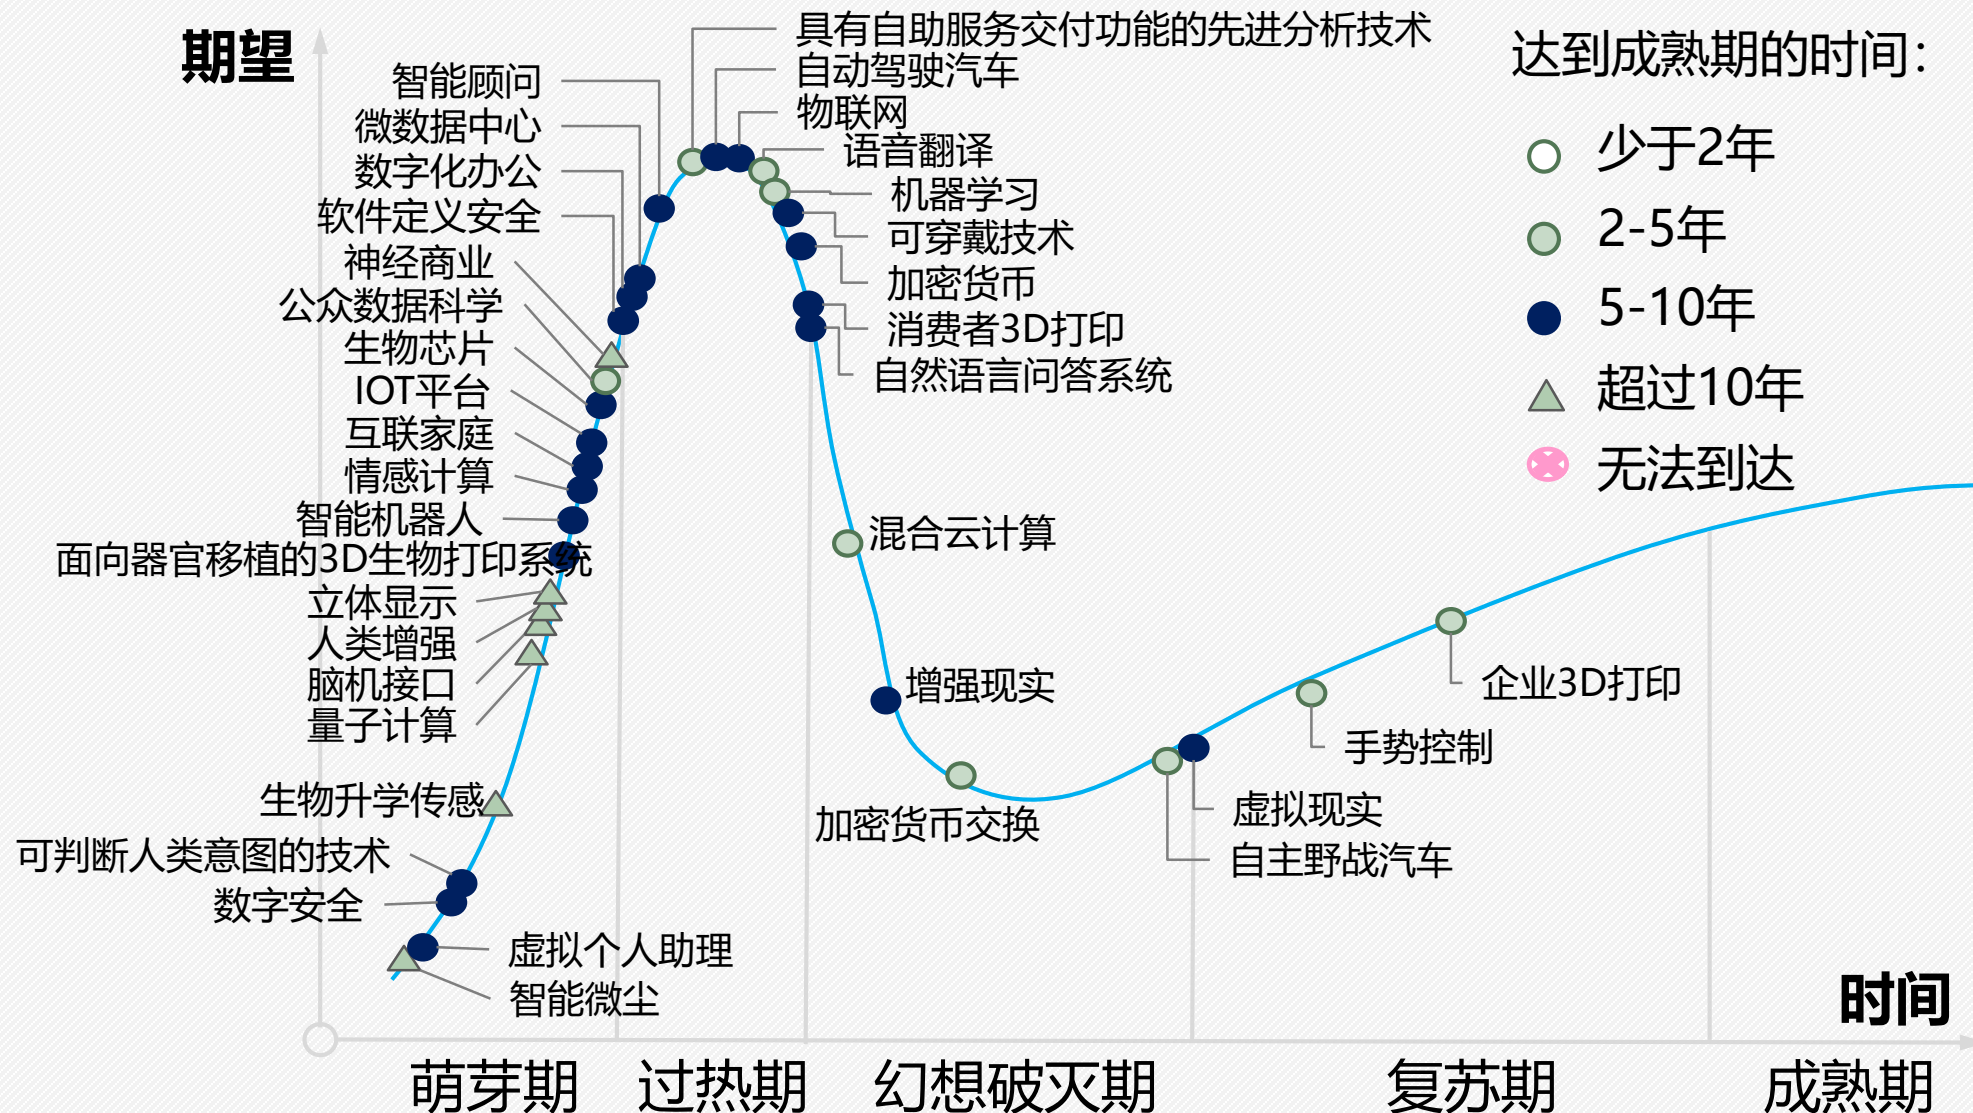 期望
具有自助服务交付功能的先进分析技术
自动驾驶汽车
物联网
语音翻译
机器学习
可穿戴技术
加密货币
消费者3D打印
自然语言问答系统
智能顾问
微数据中心
数字化办公
软件定义安全
神经商业
公众数据科学
生物芯片
IOT平台
互联家庭
情感计算
智能机器人
面向器官移植的3D生物打印系统
立体显示
人类增强
脑机接口
量子计算
生物升学传感
可判断人类意图的技术
数字安全
虚拟个人助理
智能微尘
混合云计算
增强现实
加密货币交换
企业3D打印
手势控制
虚拟现实
自主野战汽车
达到成熟期的时间：
少于2年
2-5年
5-10年
超过10年
无法到达
时间
萌芽期
过热期
幻想破灭期
复苏期
成熟期